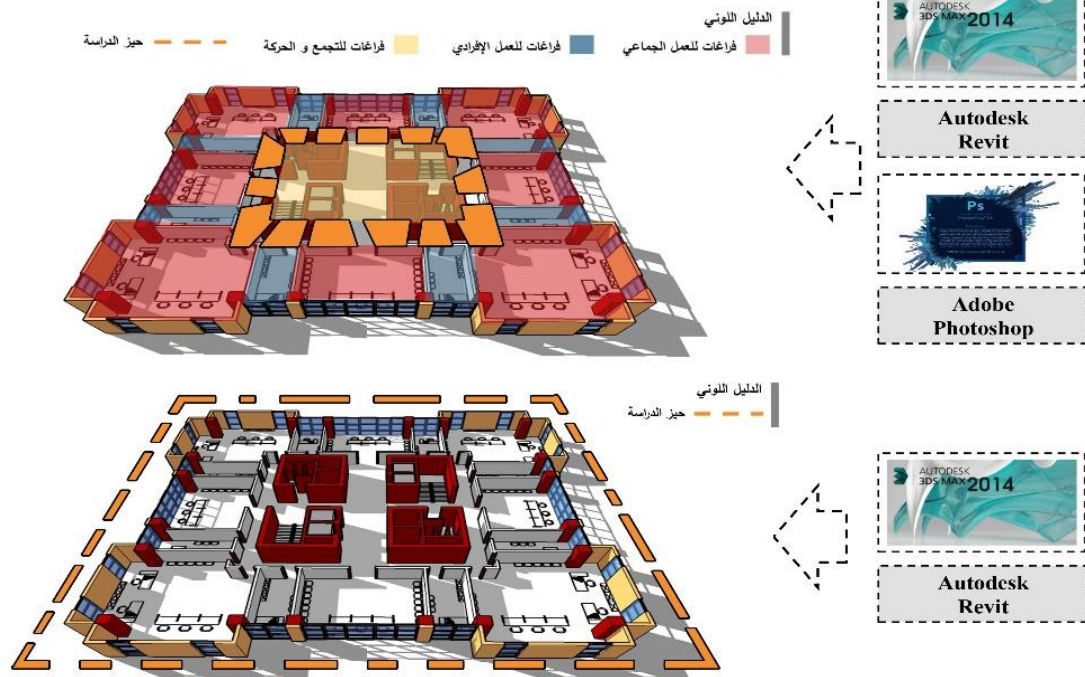 الدليل اللوني
فراغات للعمل الجماعي
فراغات للعمل الإفرادي
فراغات للتجمع و الحركة
حيز الدراسة
AUTODESK
3DS MAX 2014
Autodesk
Revit
Ps
Adobe
Photoshop
الدليل اللوني
حيز الدراسة
AUTODESK
3DS MAX 2014
Autodesk
Revit